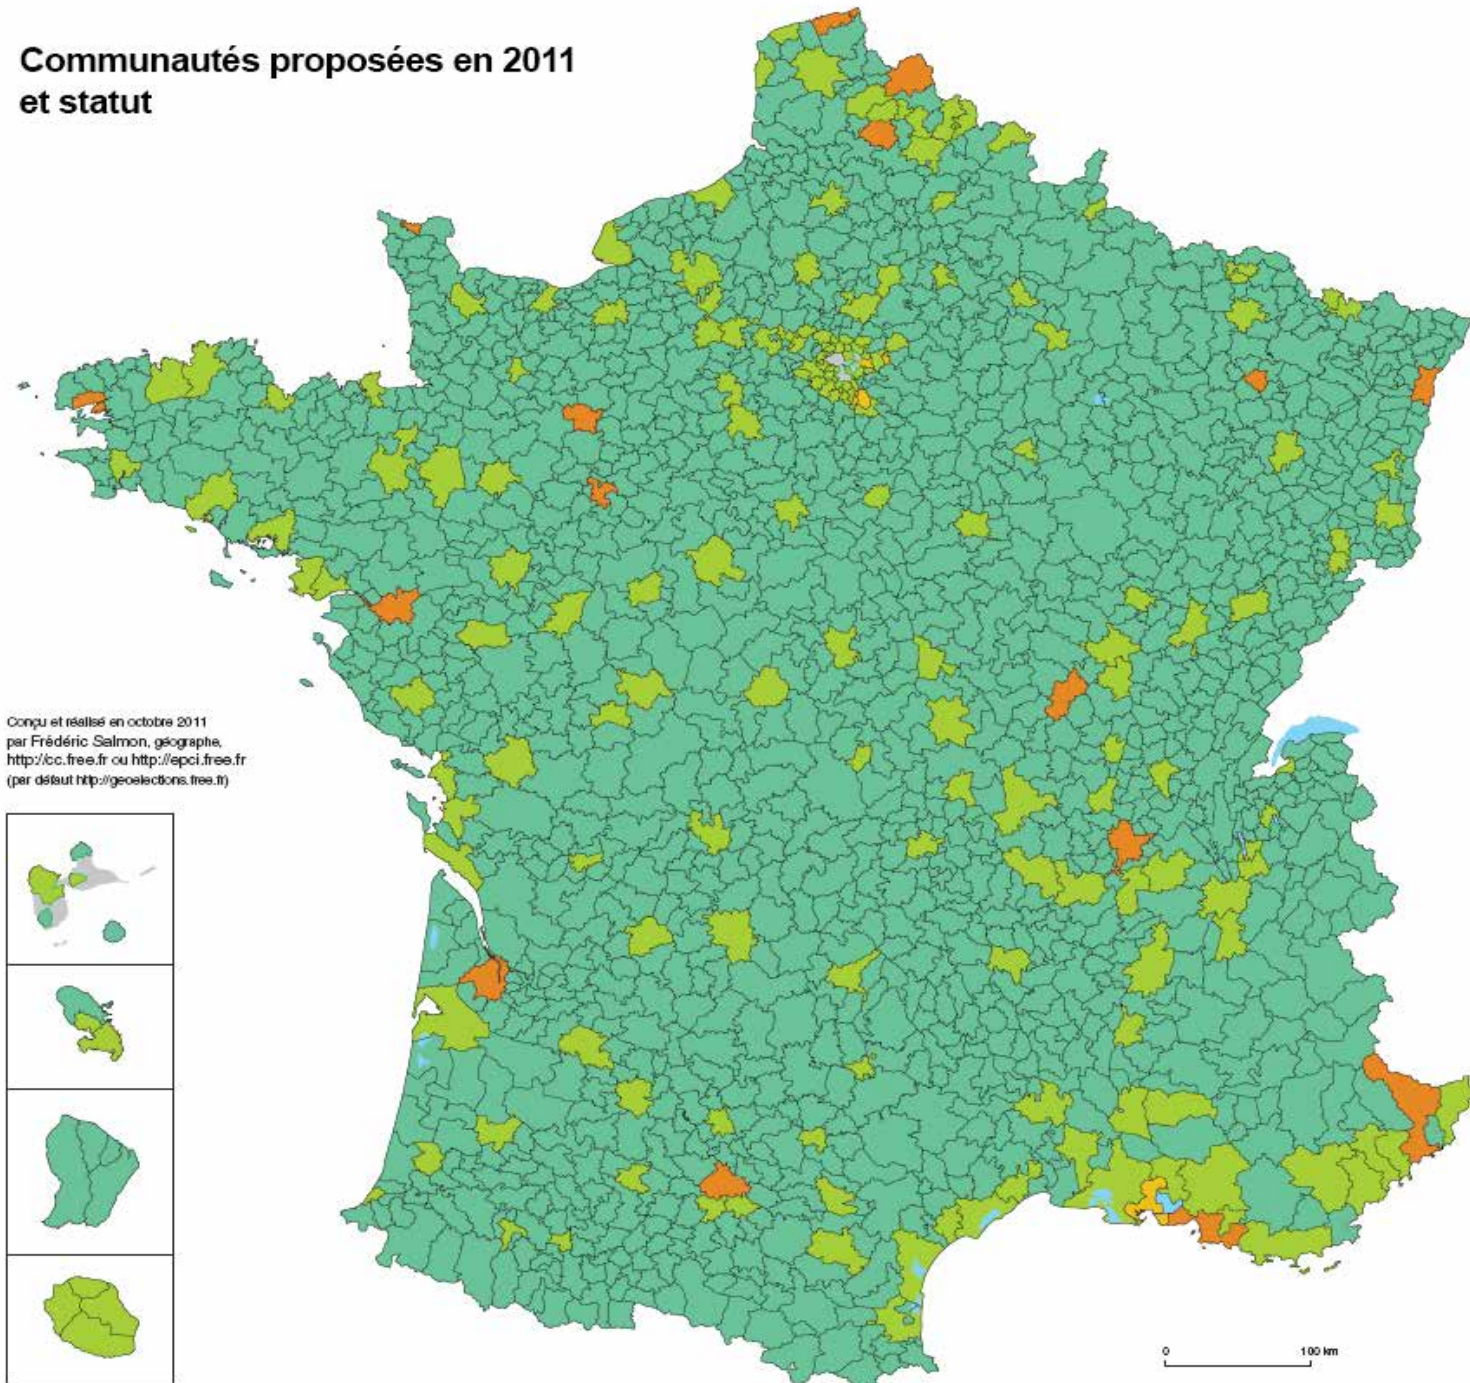 Communautés proposées en 2011
et statut
Conçu et réalisé en octobre 2011
par Frédéric Salmon, géographe,
http://cc.free.fr ou http://epci.free.fr
(par défaut http://geoelections.free.fr)
0 100 km